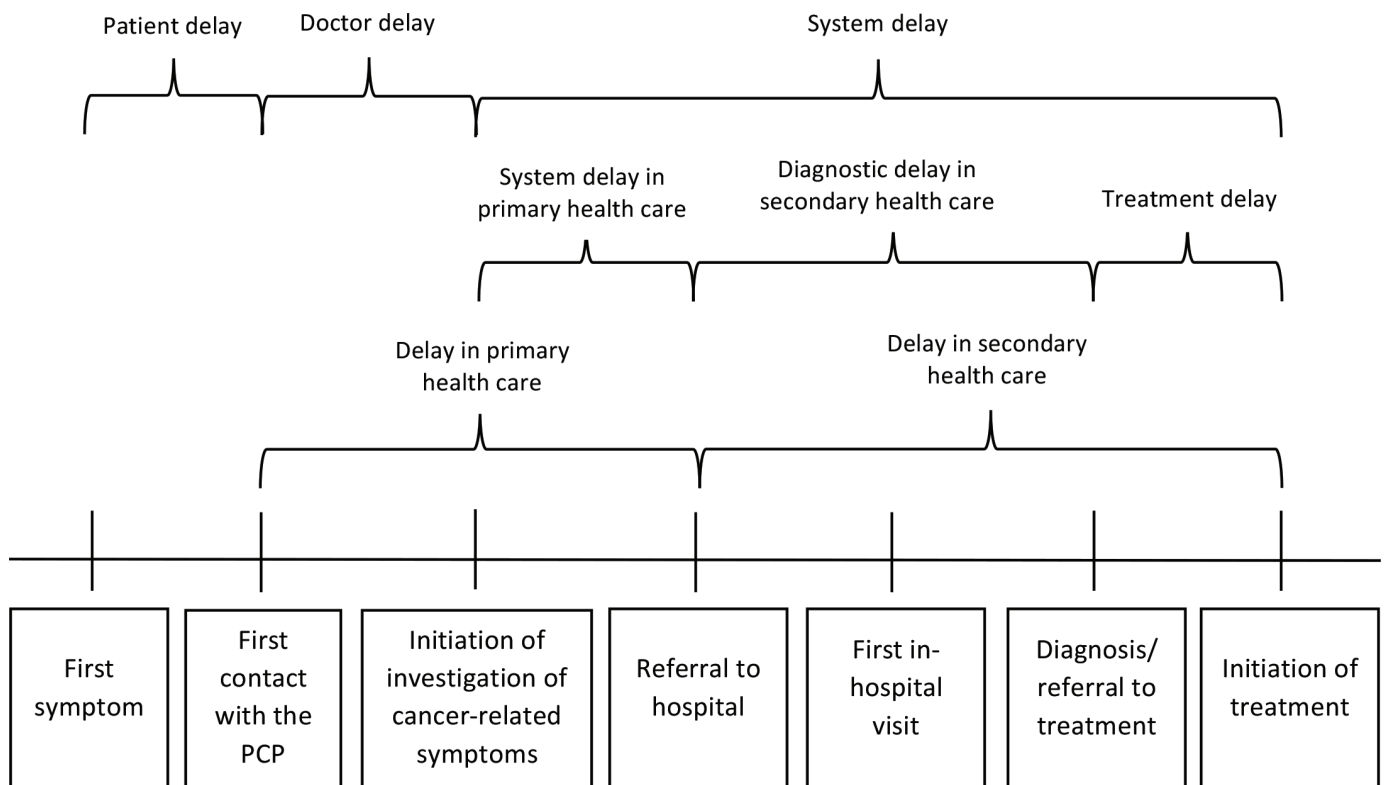 Patient delay
Doctor delay
System delay
System delay in
primary health care
Diagnostic delay in
secondary health care
Treatment delay
Delay in primary
health care
Delay in secondary
health care
First
symptom
First
contact
with the
PCP
Initiation of
investigation of
cancer-related
symptoms
Referral to
hospital
First in-
hospital
visit
Diagnosis/
referral to
treatment
Initiation of
treatment